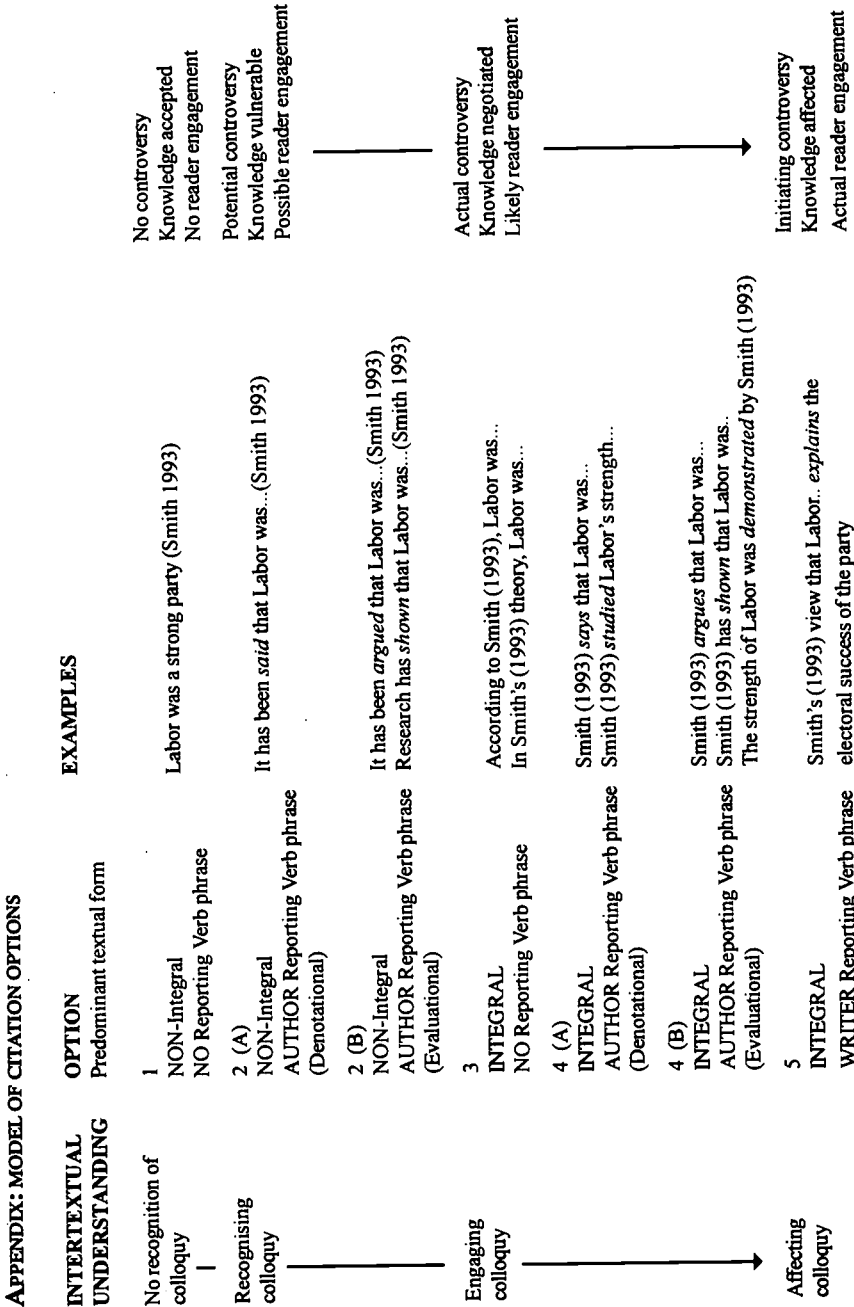 APPENDIX: MODEL OF CITATION OPTIONS
INTERTEXTUAL
UNDERSTANDING
OPTION
Predominant textual form
EXAMPLES
No recognition of
colloquy
1
NON-Integral
NO Reporting Verb phrase
Labor was a strong party (Smith 1993)
No controversy
Knowledge accepted
No reader engagement
Recognising
colloquy
2 (A)
NON-Integral
AUTHOR Reporting Verb phrase
(Denotational)
It has been said that Labor was...(Smith 1993)
Potential controversy
Knowledge vulnerable
Possible reader engagement
2 (B)
NON-Integral
AUTHOR Reporting Verb phrase
(Evaluational)
It has been argued that Labor was...(Smith 1993)
Research has shown that Labor was...(Smith 1993)
Engaging
colloquy
3
INTEGRAL
NO Reporting Verb phrase
According to Smith (1993), Labor was...
In Smith's (1993) theory, Labor was...
Actual controversy
Knowledge negotiated
Likely reader engagement
4 (A)
INTEGRAL
AUTHOR Reporting Verb phrase
(Denotational)
Smith (1993) says that Labor was...
Smith (1993) studied Labor's strength...
4 (B)
INTEGRAL
AUTHOR Reporting Verb phrase
(Evaluational)
Smith (1993) argues that Labor was...
Smith (1993) has shown that Labor was..
The strength of Labor was demonstrated by Smith (1993)
Affecting
colloquy
5
INTEGRAL
WRITER Reporting Verb phrase
Smith's (1993) view that Labor.. explains the
electoral success of the party
Initiating controversy
Knowledge affected
Actual reader engagement